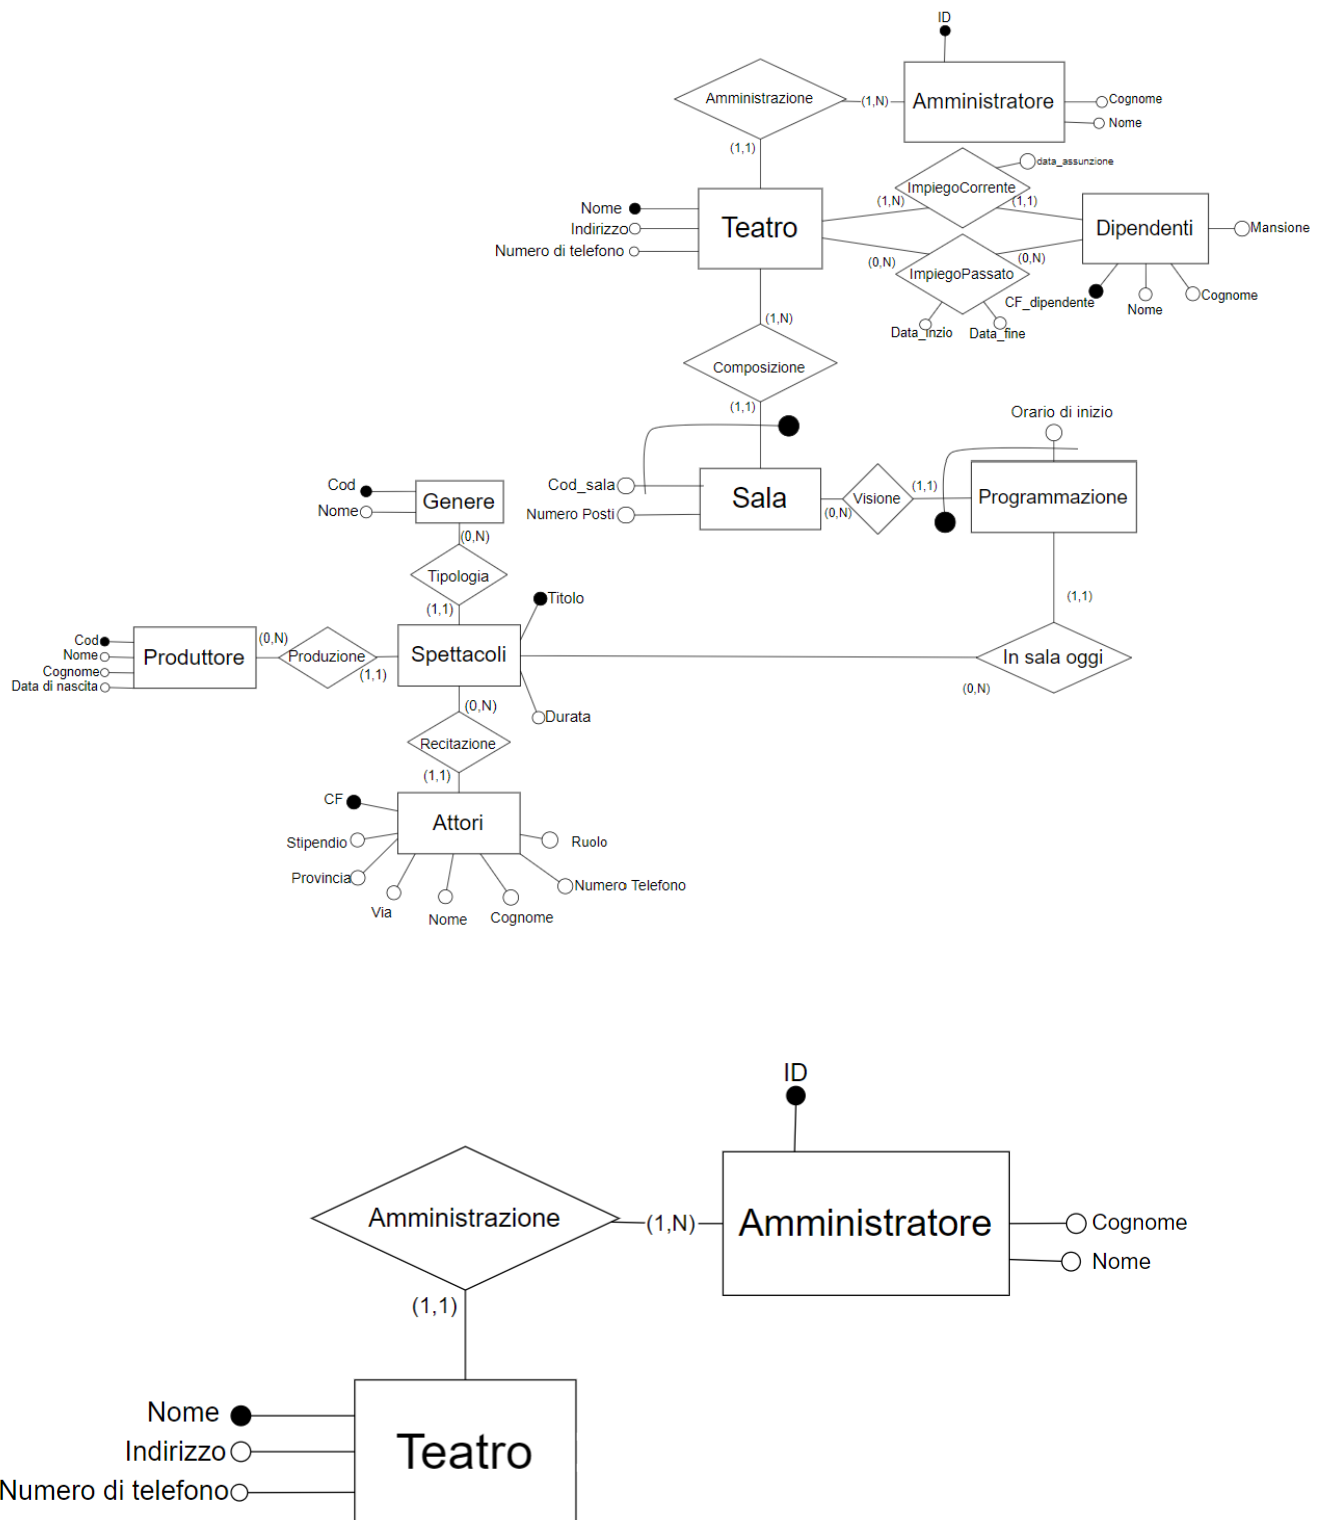 ID
Amministrazione
(1,N)
Amministratore
Cognome
Nome
(1,1)
data_assunzione
ImpiegoCorrente
(1,N)
(1,1)
Nome
Indirizzo
Numero di telefono
Teatro
Dipendenti
Mansione
(0,N)
(0,N)
ImpiegoPassato
CF_dipendente
Nome
Cognome
Data_inzio
Data_fine
(1,N)
Composizione
(1,1)
Orario di inizio
Cod_sala
Numero Posti
Sala
(0,N)
Visione
(1,1)
Programmazione
Cod
Nome
Genere
(0,N)
Tipologia
(1,1)
Titolo
(1,1)
Cod
Nome
Cognome
Data di nascita
Produttore
(0,N)
Produzione
(1,1)
Spettacoli
In sala oggi
(0,N)
(0,N)
Durata
Recitazione
(1,1)
CF
Stipendio
Provincia
Via
Nome
Cognome
Numero Telefono
Ruolo
Attori
ID
Amministrazione
(1,N)
Amministratore
Cognome
Nome
(1,1)
Nome
Indirizzo
Numero di telefono
Teatro